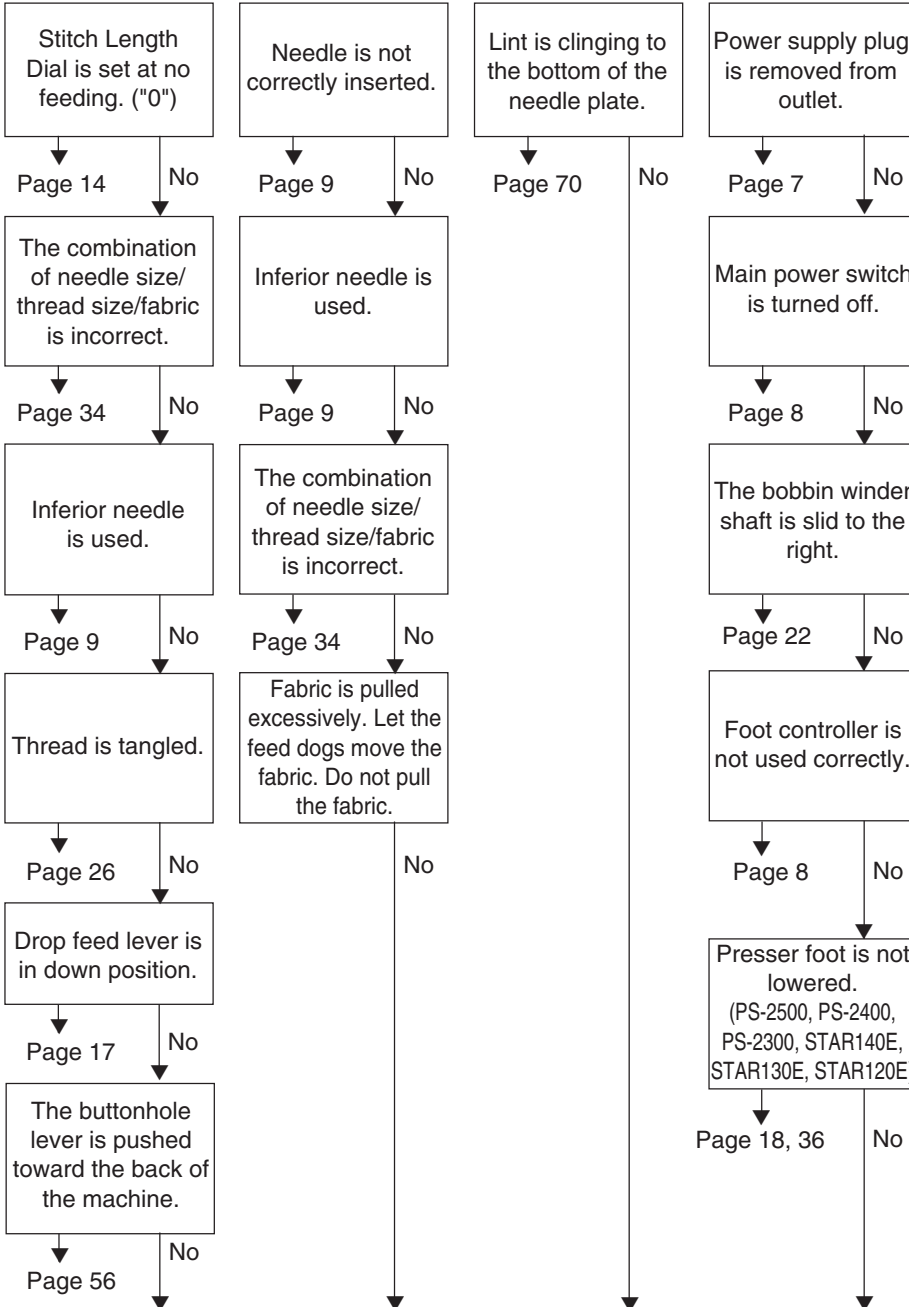 Stitch Length
Dial is set at no
feeding. ("0")
Page 14
No
The combination
of needle size/
thread size/fabric
is incorrect.
Page 34
No
Inferior needle
is used.
Page 9
No
Thread is tangled.
Page 26
No
Drop feed lever is
in down position.
Page 17
No
The buttonhole
lever is pushed
toward the back of
the machine.
Page 56
No
Needle is not
correctly inserted.
Page 9
No
Inferior needle is
used.
Page 9
No
The combination
of needle size/
thread size/fabric
is incorrect.
Page 34
No
Fabric is pulled
excessively. Let the
feed dogs move the
fabric. Do not pull
the fabric.
No
Lint is clinging to
the bottom of the
needle plate.
Page 70
No
Power supply plug
is removed from
outlet.
Page 7
No
Main power switch
is turned off.
Page 8
No
The bobbin winder
shaft is slid to the
right.
Page 22
No
Foot controller is
not used correctly.
Page 8
No
Presser foot is not
lowered.
(PS-2500, PS-2400,
PS-2300, STAR140E,
STAR130E, STAR120E)
Page 18, 36
No